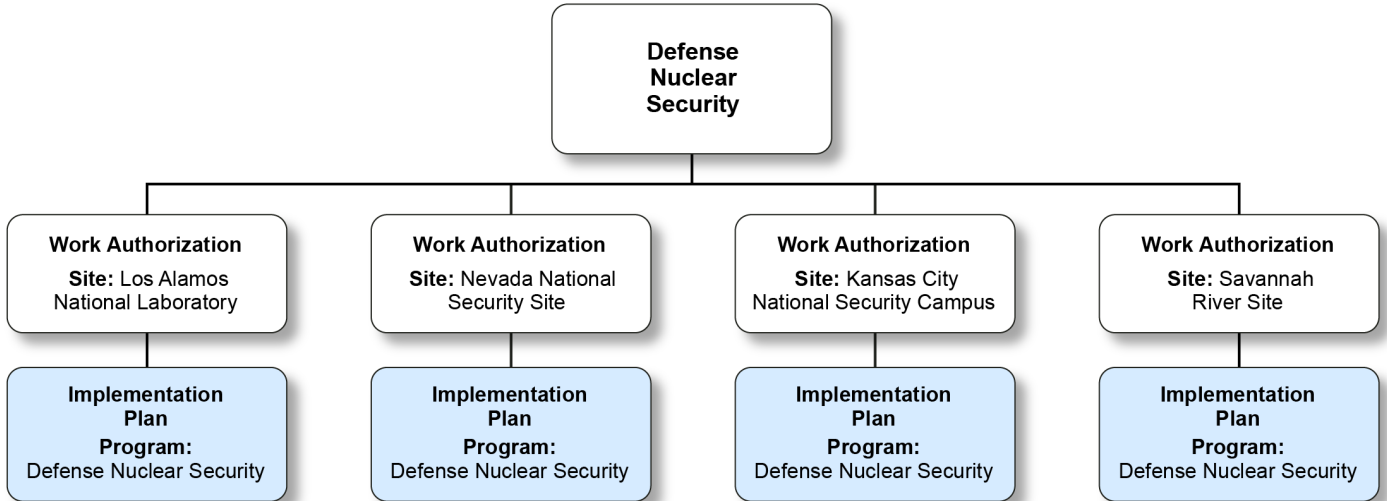 Defense
Nuclear
Security
Work Authorization
Site: Los Alamos
National Laboratory
Work Authorization
Site: Nevada National
Security Site
Work Authorization
Site: Kansas City
National Security Campus
Work Authorization
Site: Savannah
River Site
Implementation
Plan
Program:
Defense Nuclear Security
Implementation
Plan
Program:
Defense Nuclear Security
Implementation
Plan
Program:
Defense Nuclear Security
Implementation
Plan
Program:
Defense Nuclear Security